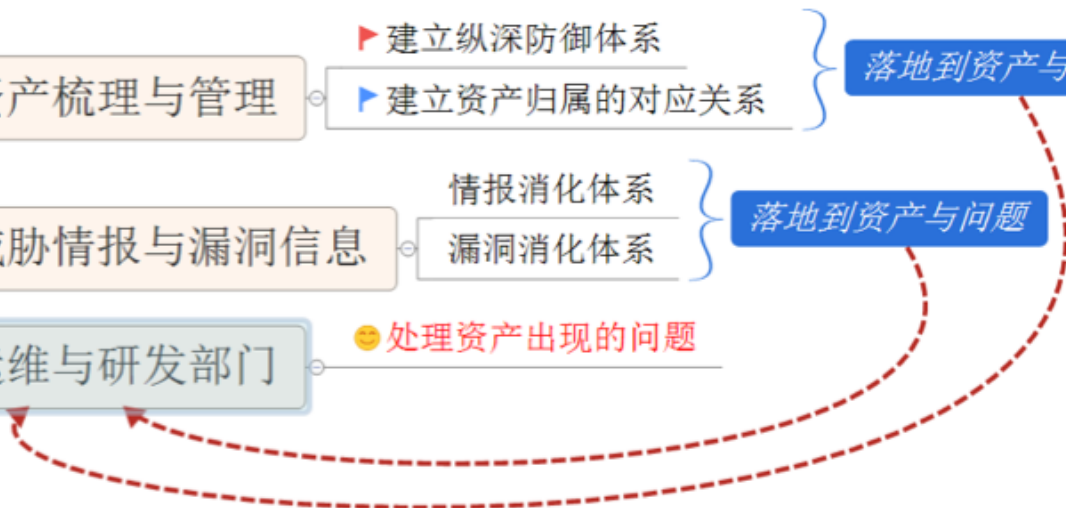 建立纵深防御体系
产梳理与管理
建立资产归属的对应关系
落地到资产与
情报消化体系
胁情报与漏洞信息
漏洞消化体系
落地到资产与问题
处理资产出现的问题
维与研发部门